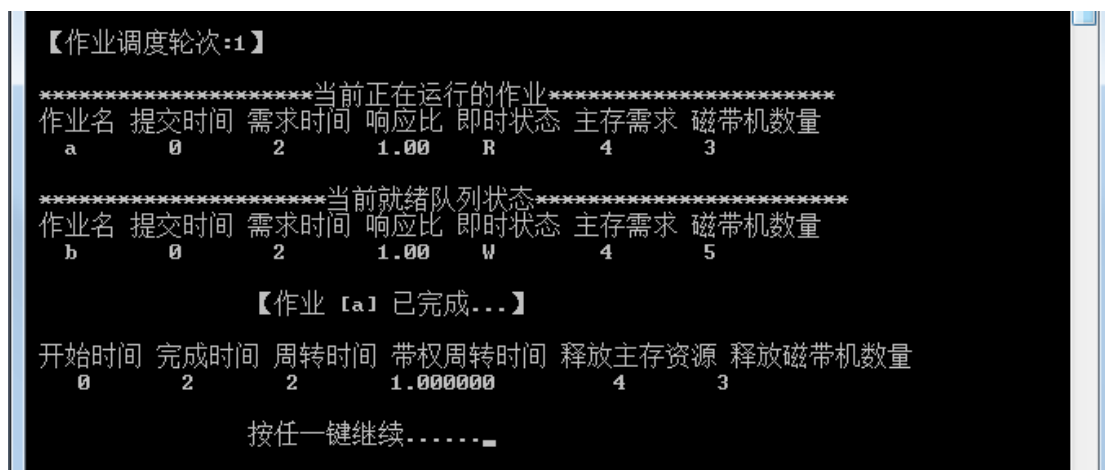 【作业调度轮次:1】
*********************当前正在运行的作业**********************
作业名 提交时间 需求时间 响应比 即时状态 主存需求 磁带机数量
a 0 2 1.00 R 4 3
**********************当前就绪队列状态************************
作业名 提交时间 需求时间 响应比 即时状态 主存需求 磁带机数量
b 0 2 1.00 W 4 5
【作业 [a] 已完成...】
开始时间 完成时间 周转时间 带权周转时间 释放主存资源 释放磁带机数量
0 2 2 1.000000 4 3
按任一键继续......_